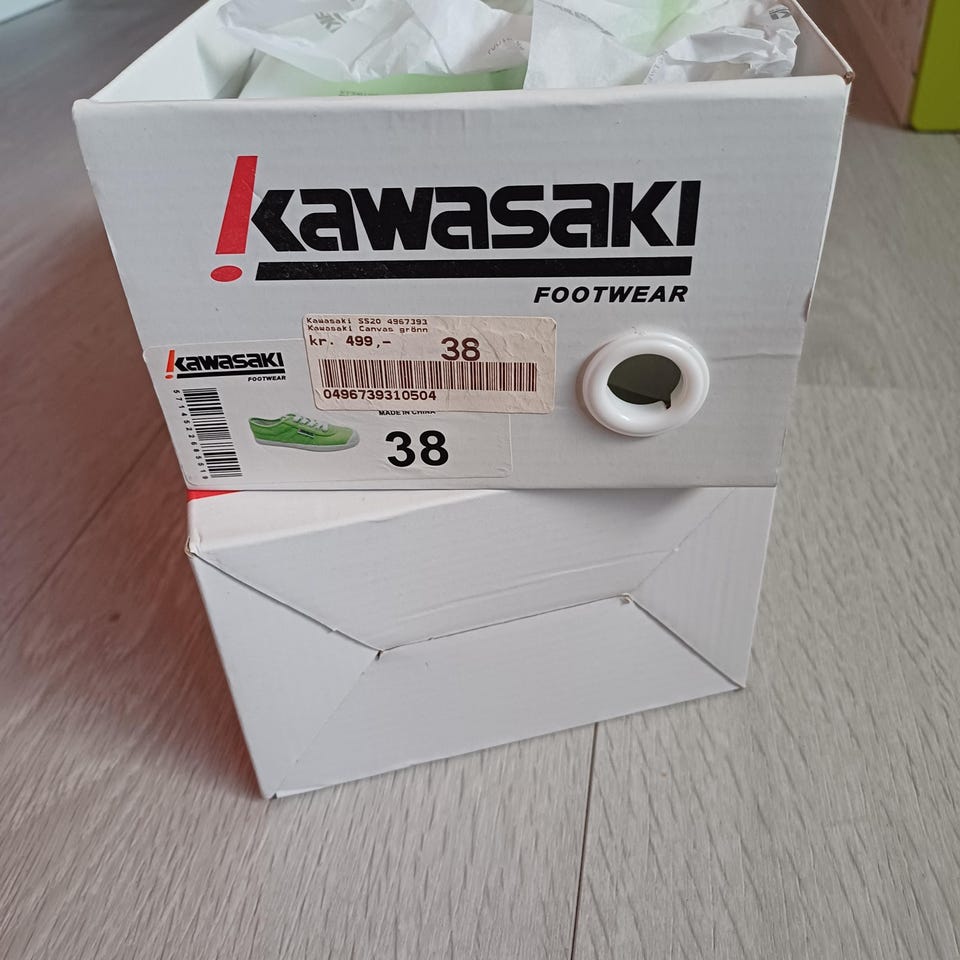 Kawasaki
FOOTWEAR
Kawasaki SS20 4967393
Kawasaki Canvas grönn
kr. 499,- 38
0496739310504
Kawasaki
FOOTWEAR
MADE IN CHINA
38